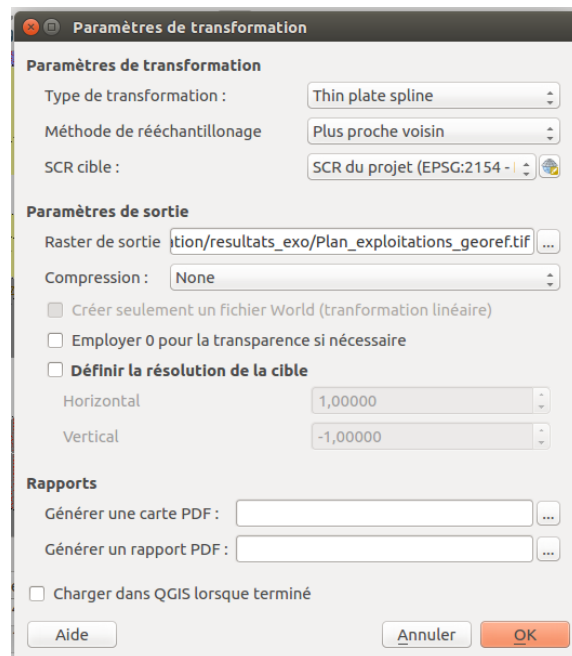 Paramètres de transformation
Paramètres de transformation
Type de transformation : Thin plate spline
Méthode de rééchantillonage Plus proche voisin
SCR cible : SCR du projet (EPSG:2154 -
Paramètres de sortie
Raster de sortie ation/resultats_exo/Plan_exploitations_georef.tif ...
Compression : None
Créer seulement un fichier World (tranformation linéaire)
Employer 0 pour la transparence si nécessaire
Définir la résolution de la cible
Horizontal 1,00000
Vertical -1,00000
Rapports
Générer une carte PDF : ...
Générer un rapport PDF : ...
Charger dans QGIS lorsque terminé
Aide Annuler OK